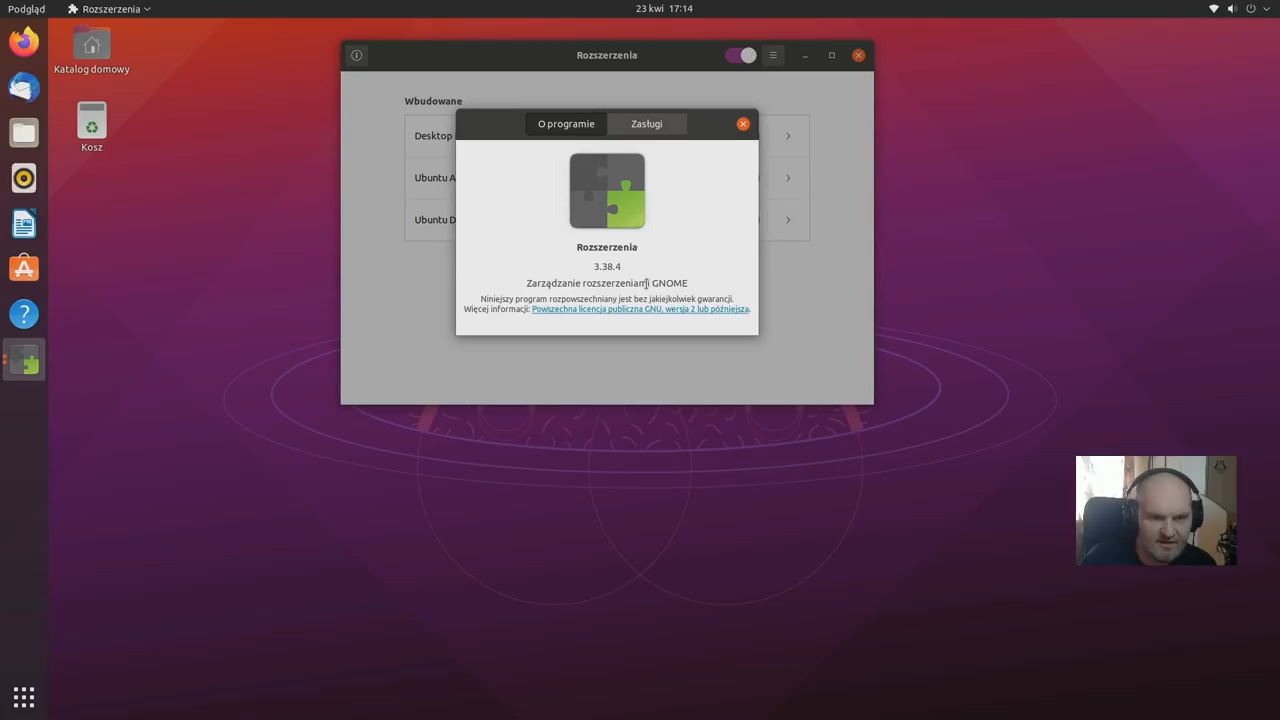 Podgląd
Rozszerzenia
23 kwi 17:14
Katalog domowy
Kosz
Rozszerzenia
Wbudowane
Desktop
Ubuntu A
Ubuntu D
O programie
Zasługi
Rozszerzenia
3.38.4
Zarządzanie rozszerzeniami GNOME
Niniejszy program rozpowszechniany jest bez jakiejkolwiek gwarancji.
Więcej informacji: Powszechna licencja publiczna GNU, wersja 2 lub późniejsza.